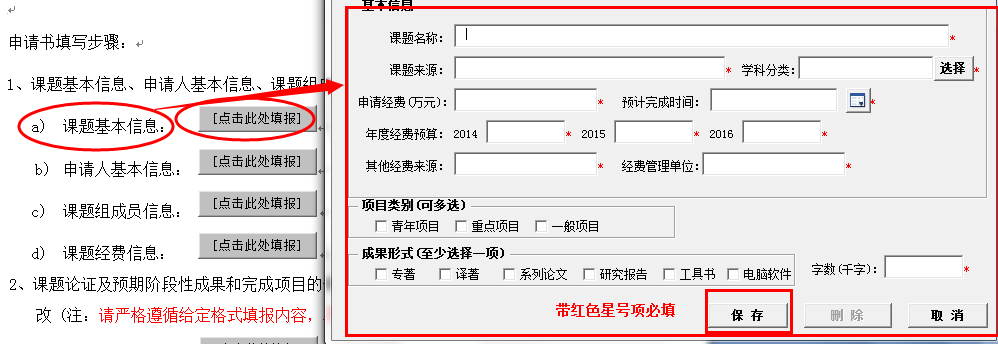 申请书填写步骤：
1、课题基本信息、申请人基本信息、课题组
a) 课题基本信息： [点击此处填报]
b) 申请人基本信息： [点击此处填报]
c) 课题组成员信息： [点击此处填报]
d) 课题经费信息： [点击此处填报]
2、课题论证及预期阶段性成果和完成项目的
改（注：请严格遵循给定格式填报内容，
基本信息
课题名称： *
课题来源： * 学科分类： 选择 *
申请经费(万元)： * 预计完成时间： *
年度经费预算： 2014 * 2015 * 2016 *
其他经费来源： * 经费管理单位： *
项目类别(可多选)
青年项目 重点项目 一般项目
成果形式(至少选择一项)
专著 译著 系列论文 研究报告 工具书 电脑软件 字数(千字)： *
带红色星号项必填 保 存 删 除 取 消